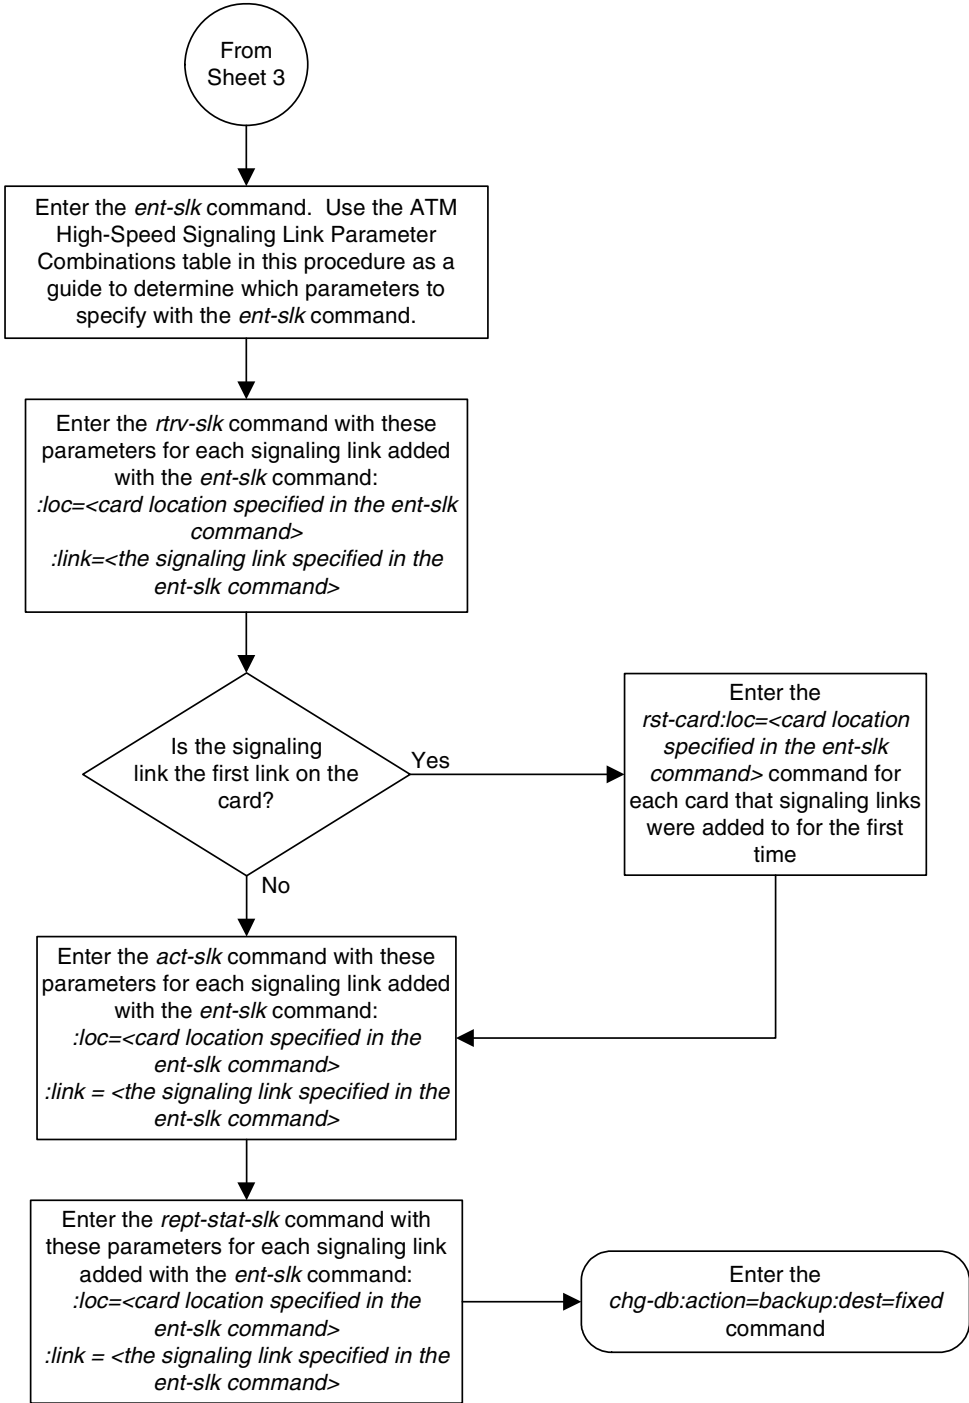 From
Sheet 3
Enter the ent-slk command.  Use the ATM
High-Speed Signaling Link Parameter
Combinations table in this procedure as a
guide to determine which parameters to
specify with the ent-slk command.
Enter the rtrv-slk command with these
parameters for each signaling link added
with the ent-slk command:
:loc=<card location specified in the ent-slk
command>
:link=<the signaling link specified in the
ent-slk command>
Is the signaling
link the first link on the
card?
Yes
Enter the
rst-card:loc=<card location
specified in the ent-slk
command> command for
each card that signaling links
were added to for the first
time
No
Enter the act-slk command with these
parameters for each signaling link added
with the ent-slk command:
:loc=<card location specified in the
ent-slk command>
:link = <the signaling link specified in the
ent-slk command>
Enter the rept-stat-slk command with
these parameters for each signaling link
added with the ent-slk command:
:loc=<card location specified in the
ent-slk command>
:link = <the signaling link specified in the
ent-slk command>
Enter the
chg-db:action=backup:dest=fixed
command